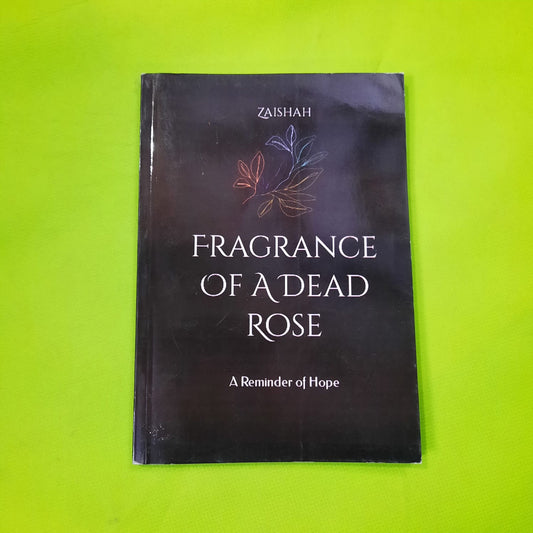 ZAISHAH
FRAGRANCE
OF A DEAD
ROSE
A Reminder of Hope